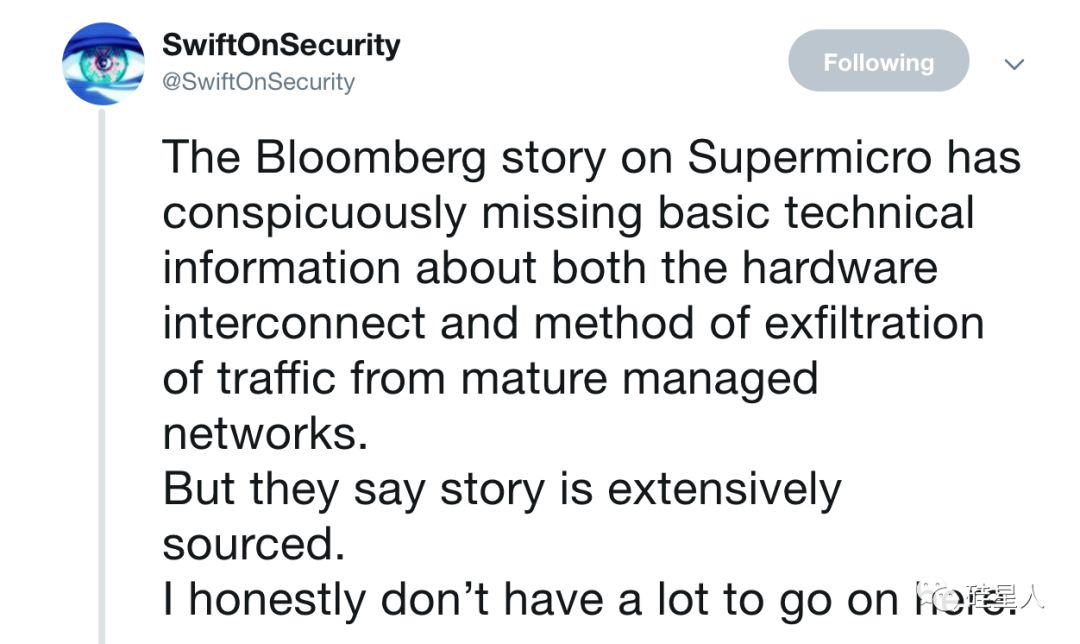 SwiftOnSecurity
@SwiftOnSecurity
Following
The Bloomberg story on Supermicro has
conspicuously missing basic technical
information about both the hardware
interconnect and method of exfiltration
of traffic from mature managed
networks.
But they say story is extensively
sourced.
I honestly don’t have a lot to go on here.
硅星人